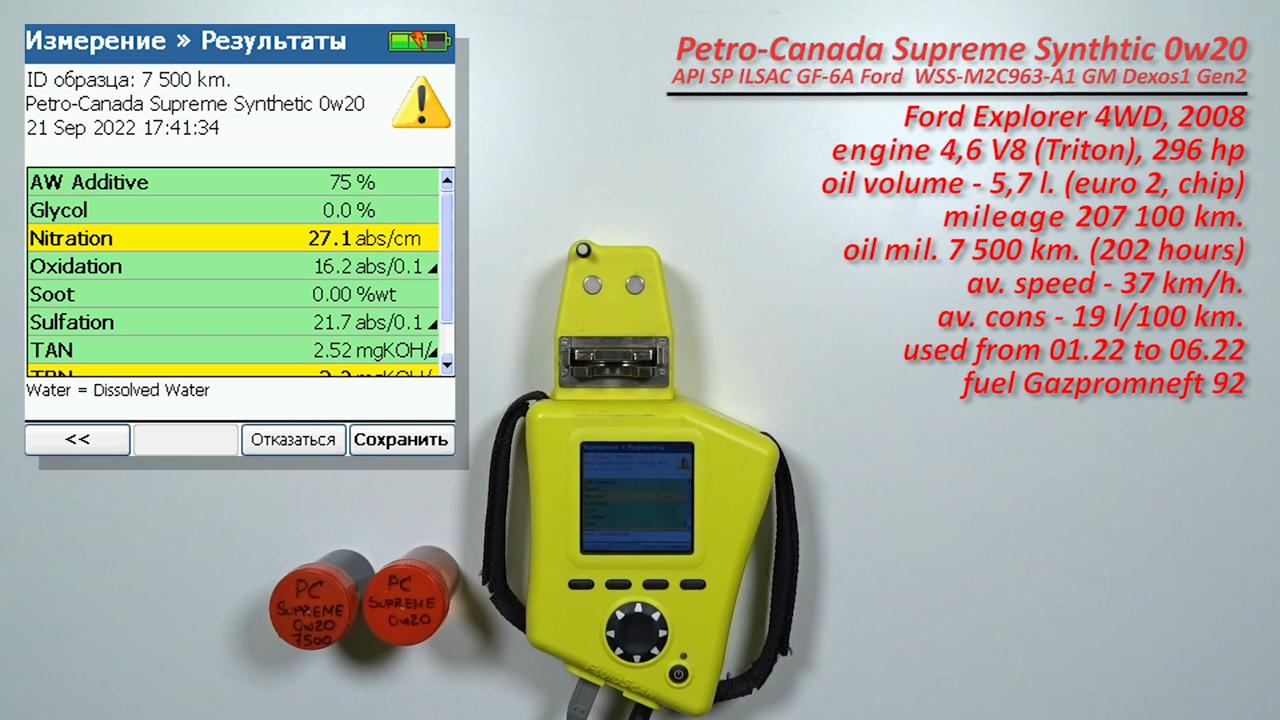 Измерение » Результаты
ID образца: 7 500 km.
Petro-Canada Supreme Synthetic 0w20
21 Sep 2022 17:41:34
AW Additive 75 %
Glycol 0.0 %
Nitration 27.1 abs/cm
Oxidation 16.2 abs/0.1
Soot 0.00 %wt
Sulfation 21.7 abs/0.1
TAN 2.52 mgKOH/
Water = Dissolved Water
<<
Отказаться
Сохранить
Petro-Canada Supreme Synthtic 0w20
API SP ILSAC GF-6A Ford WSS-M2C963-A1 GM Dexos1 Gen2
Ford Explorer 4WD, 2008
engine 4,6 V8 (Triton), 296 hp
oil volume - 5,7 l. (euro 2, chip)
mileage 207 100 km.
oil mil. 7 500 km. (202 hours)
av. speed - 37 km/h.
av. cons - 19 l/100 km.
used from 01.22 to 06.22
fuel Gazpromneft 92
PC
SUPREME
0w20
7500
PC
SUPREME
0w20